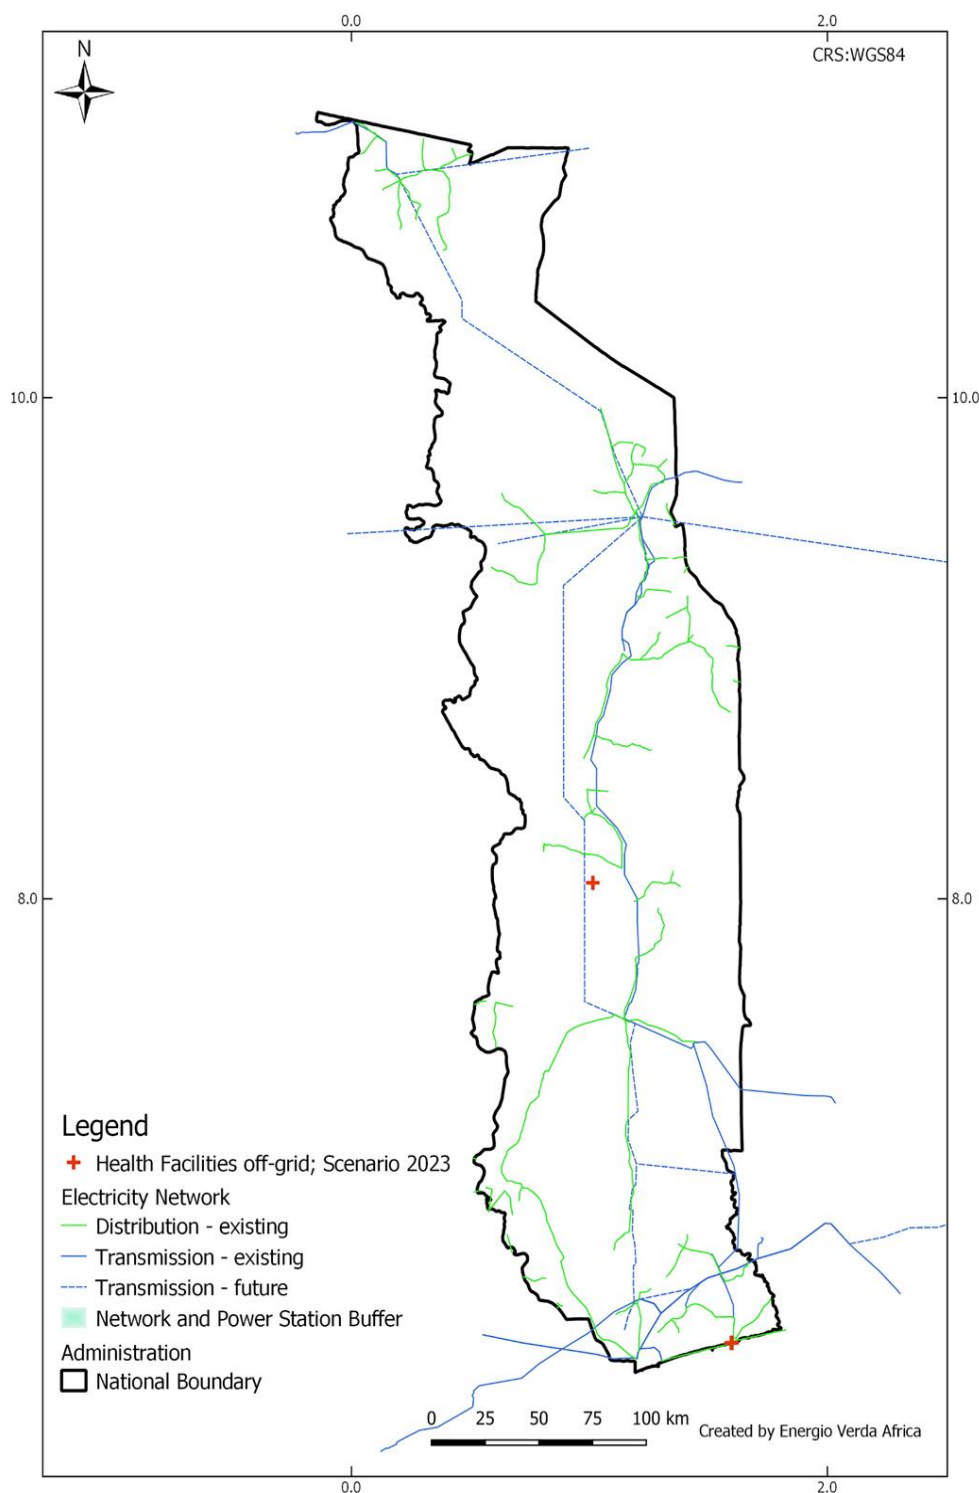 0.0 2.0
N
CRS:WGS84
10.0 10.0
8.0 8.0
Legend
Health Facilities off-grid; Scenario 2023
Electricity Network
Distribution - existing
Transmission - existing
Transmission - future
Network and Power Station Buffer
Administration
National Boundary
0 25 50 75 100 km
Created by Energio Verda Africa
0.0 2.0